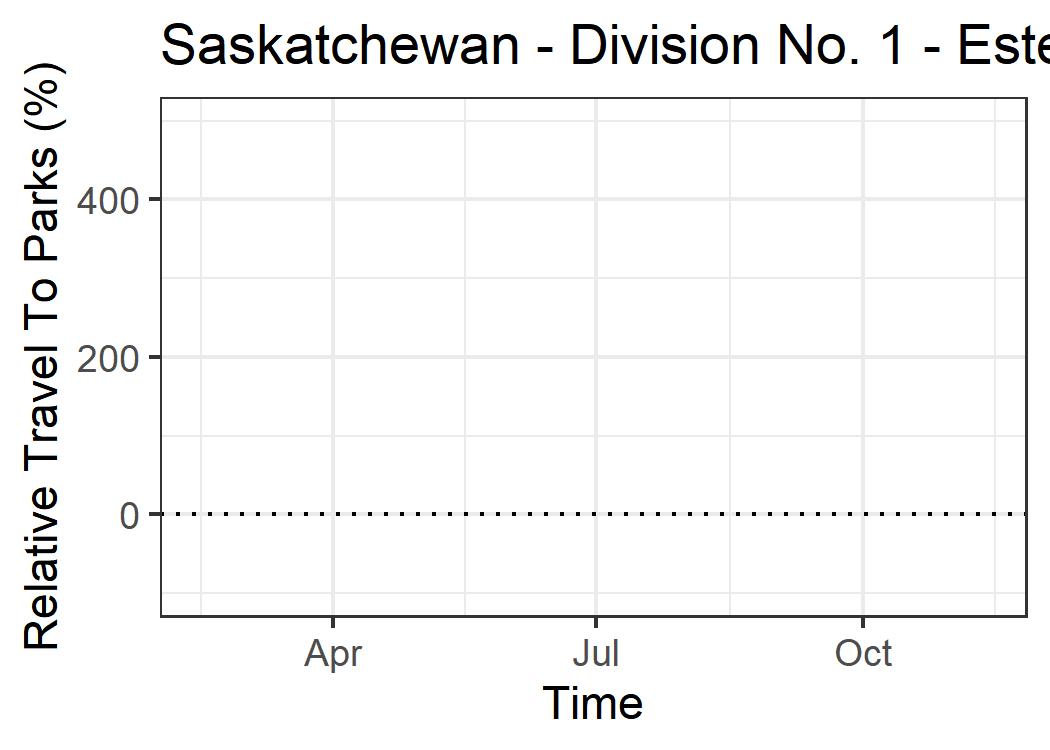 Saskatchewan - Division No. 1 - Este
Relative Travel To Parks (%)
400
200
0
Apr Jul Oct
Time